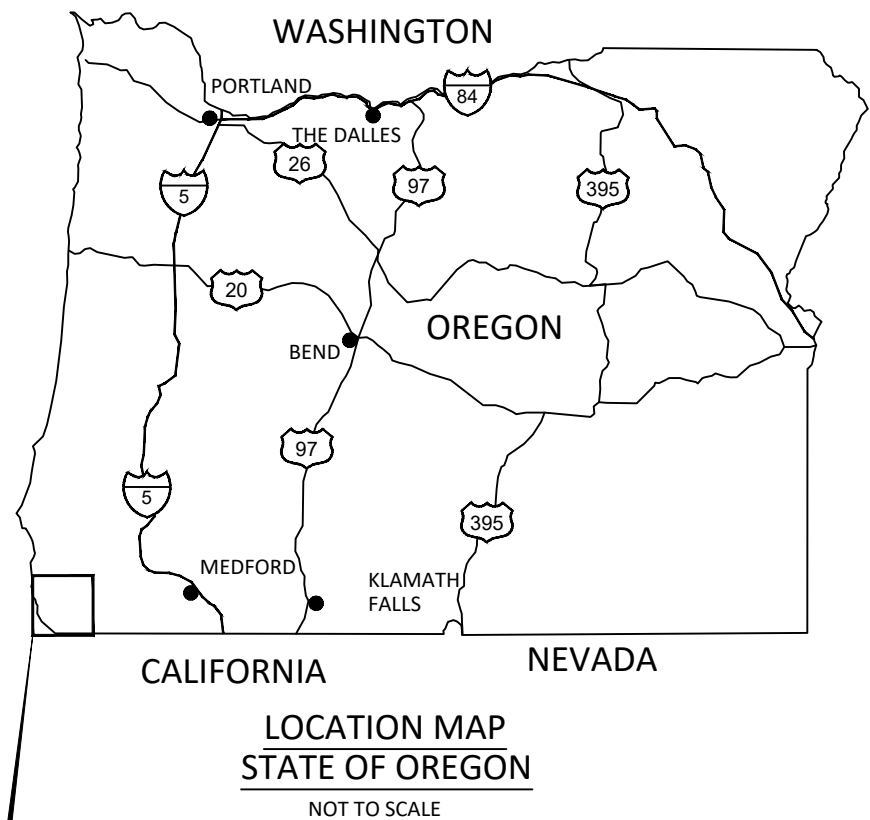 WASHINGTON
PORTLAND
84
THE DALLES
26
97
395
5
20
OREGON
BEND
97
5
395
MEDFORD
KLAMATH
FALLS
CALIFORNIA
NEVADA
LOCATION MAP
STATE OF OREGON
NOT TO SCALE